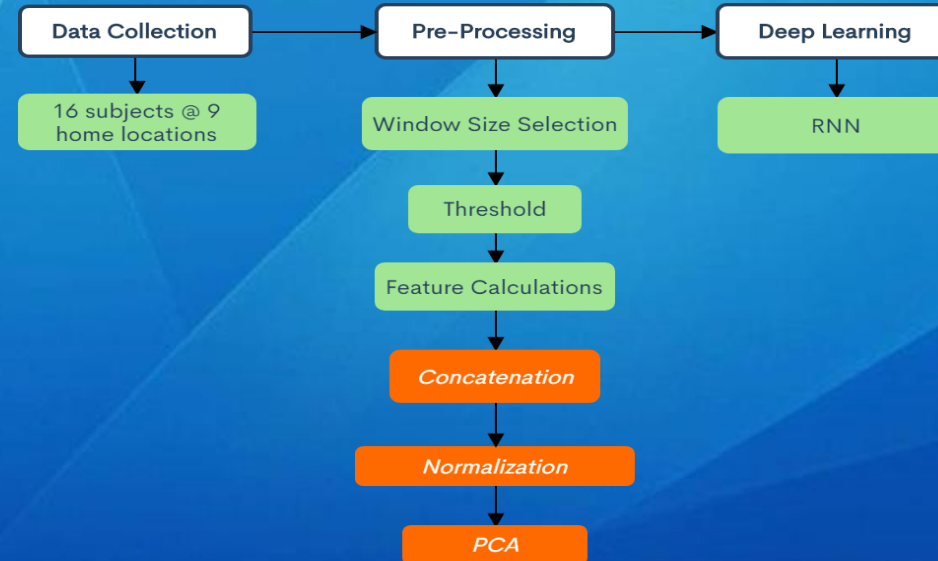 Data Collection
Pre-Processing
Deep Learning
16 subjects @ 9
home locations
Window Size Selection
RNN
Threshold
Feature Calculations
Concatenation
Normalization
PCA